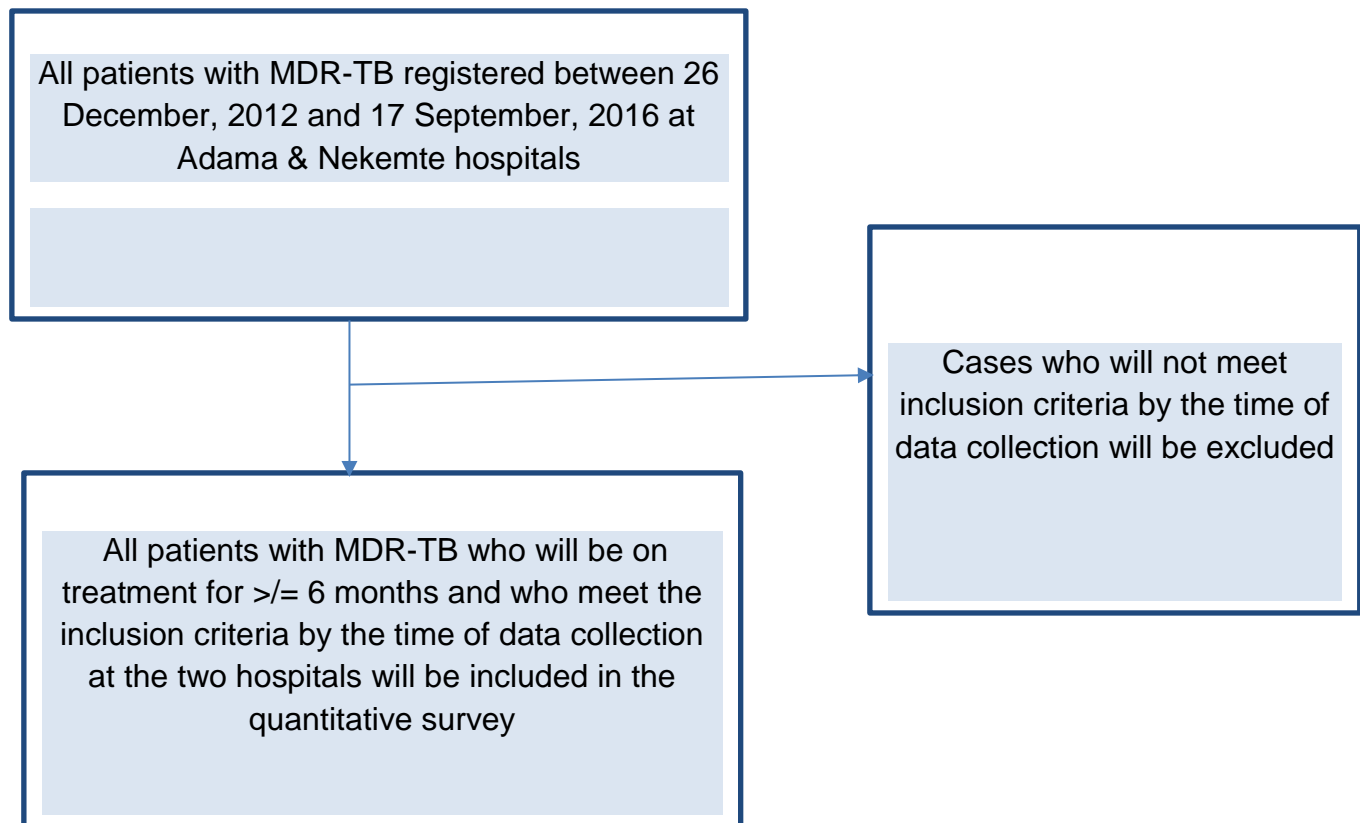 All patients with MDR-TB registered between 26
December, 2012 and 17 September, 2016 at
Adama & Nekemte hospitals
Cases who will not meet
inclusion criteria by the time of
data collection will be excluded
All patients with MDR-TB who will be on
treatment for >/= 6 months and who meet the
inclusion criteria by the time of data collection
at the two hospitals will be included in the
quantitative survey